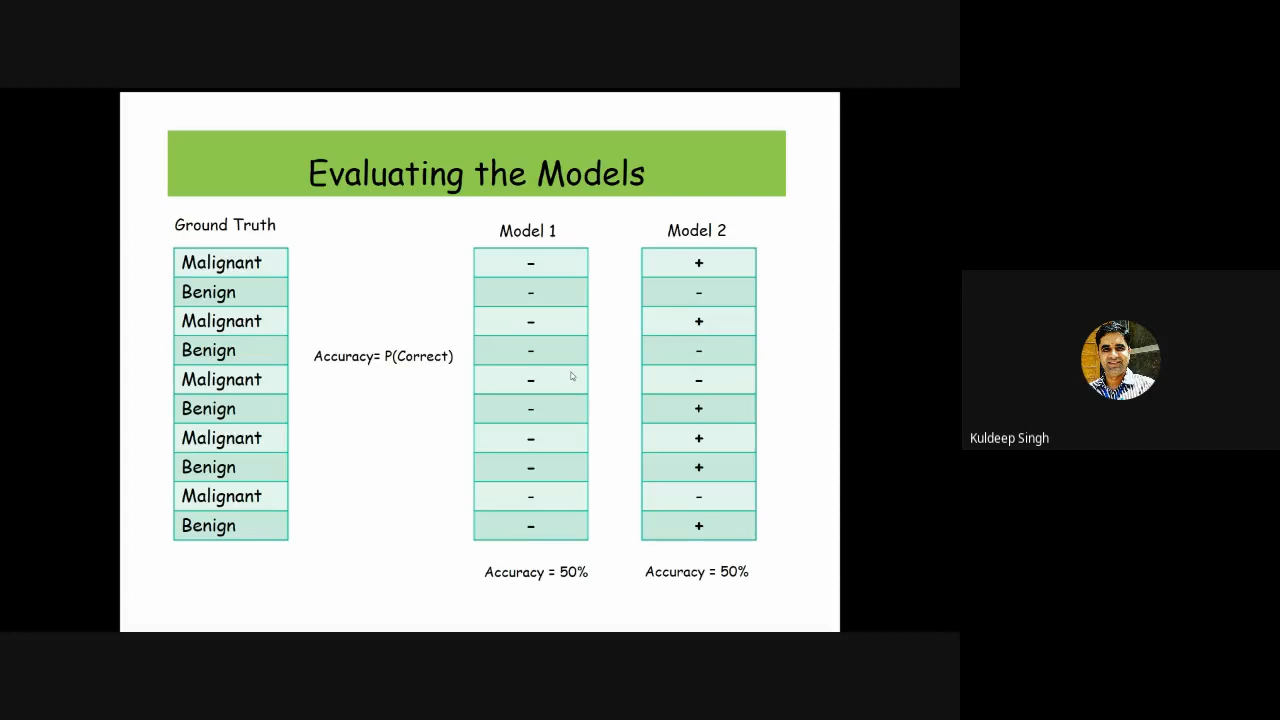 Evaluating the Models
Ground Truth Model 1 Model 2
Malignant - +
Benign - -
Malignant - +
Benign - -
Accuracy= P(Correct)
Malignant - -
Benign - +
Malignant - +
Benign - +
Malignant - -
Benign - +
Accuracy = 50% Accuracy = 50%
Kuldeep Singh